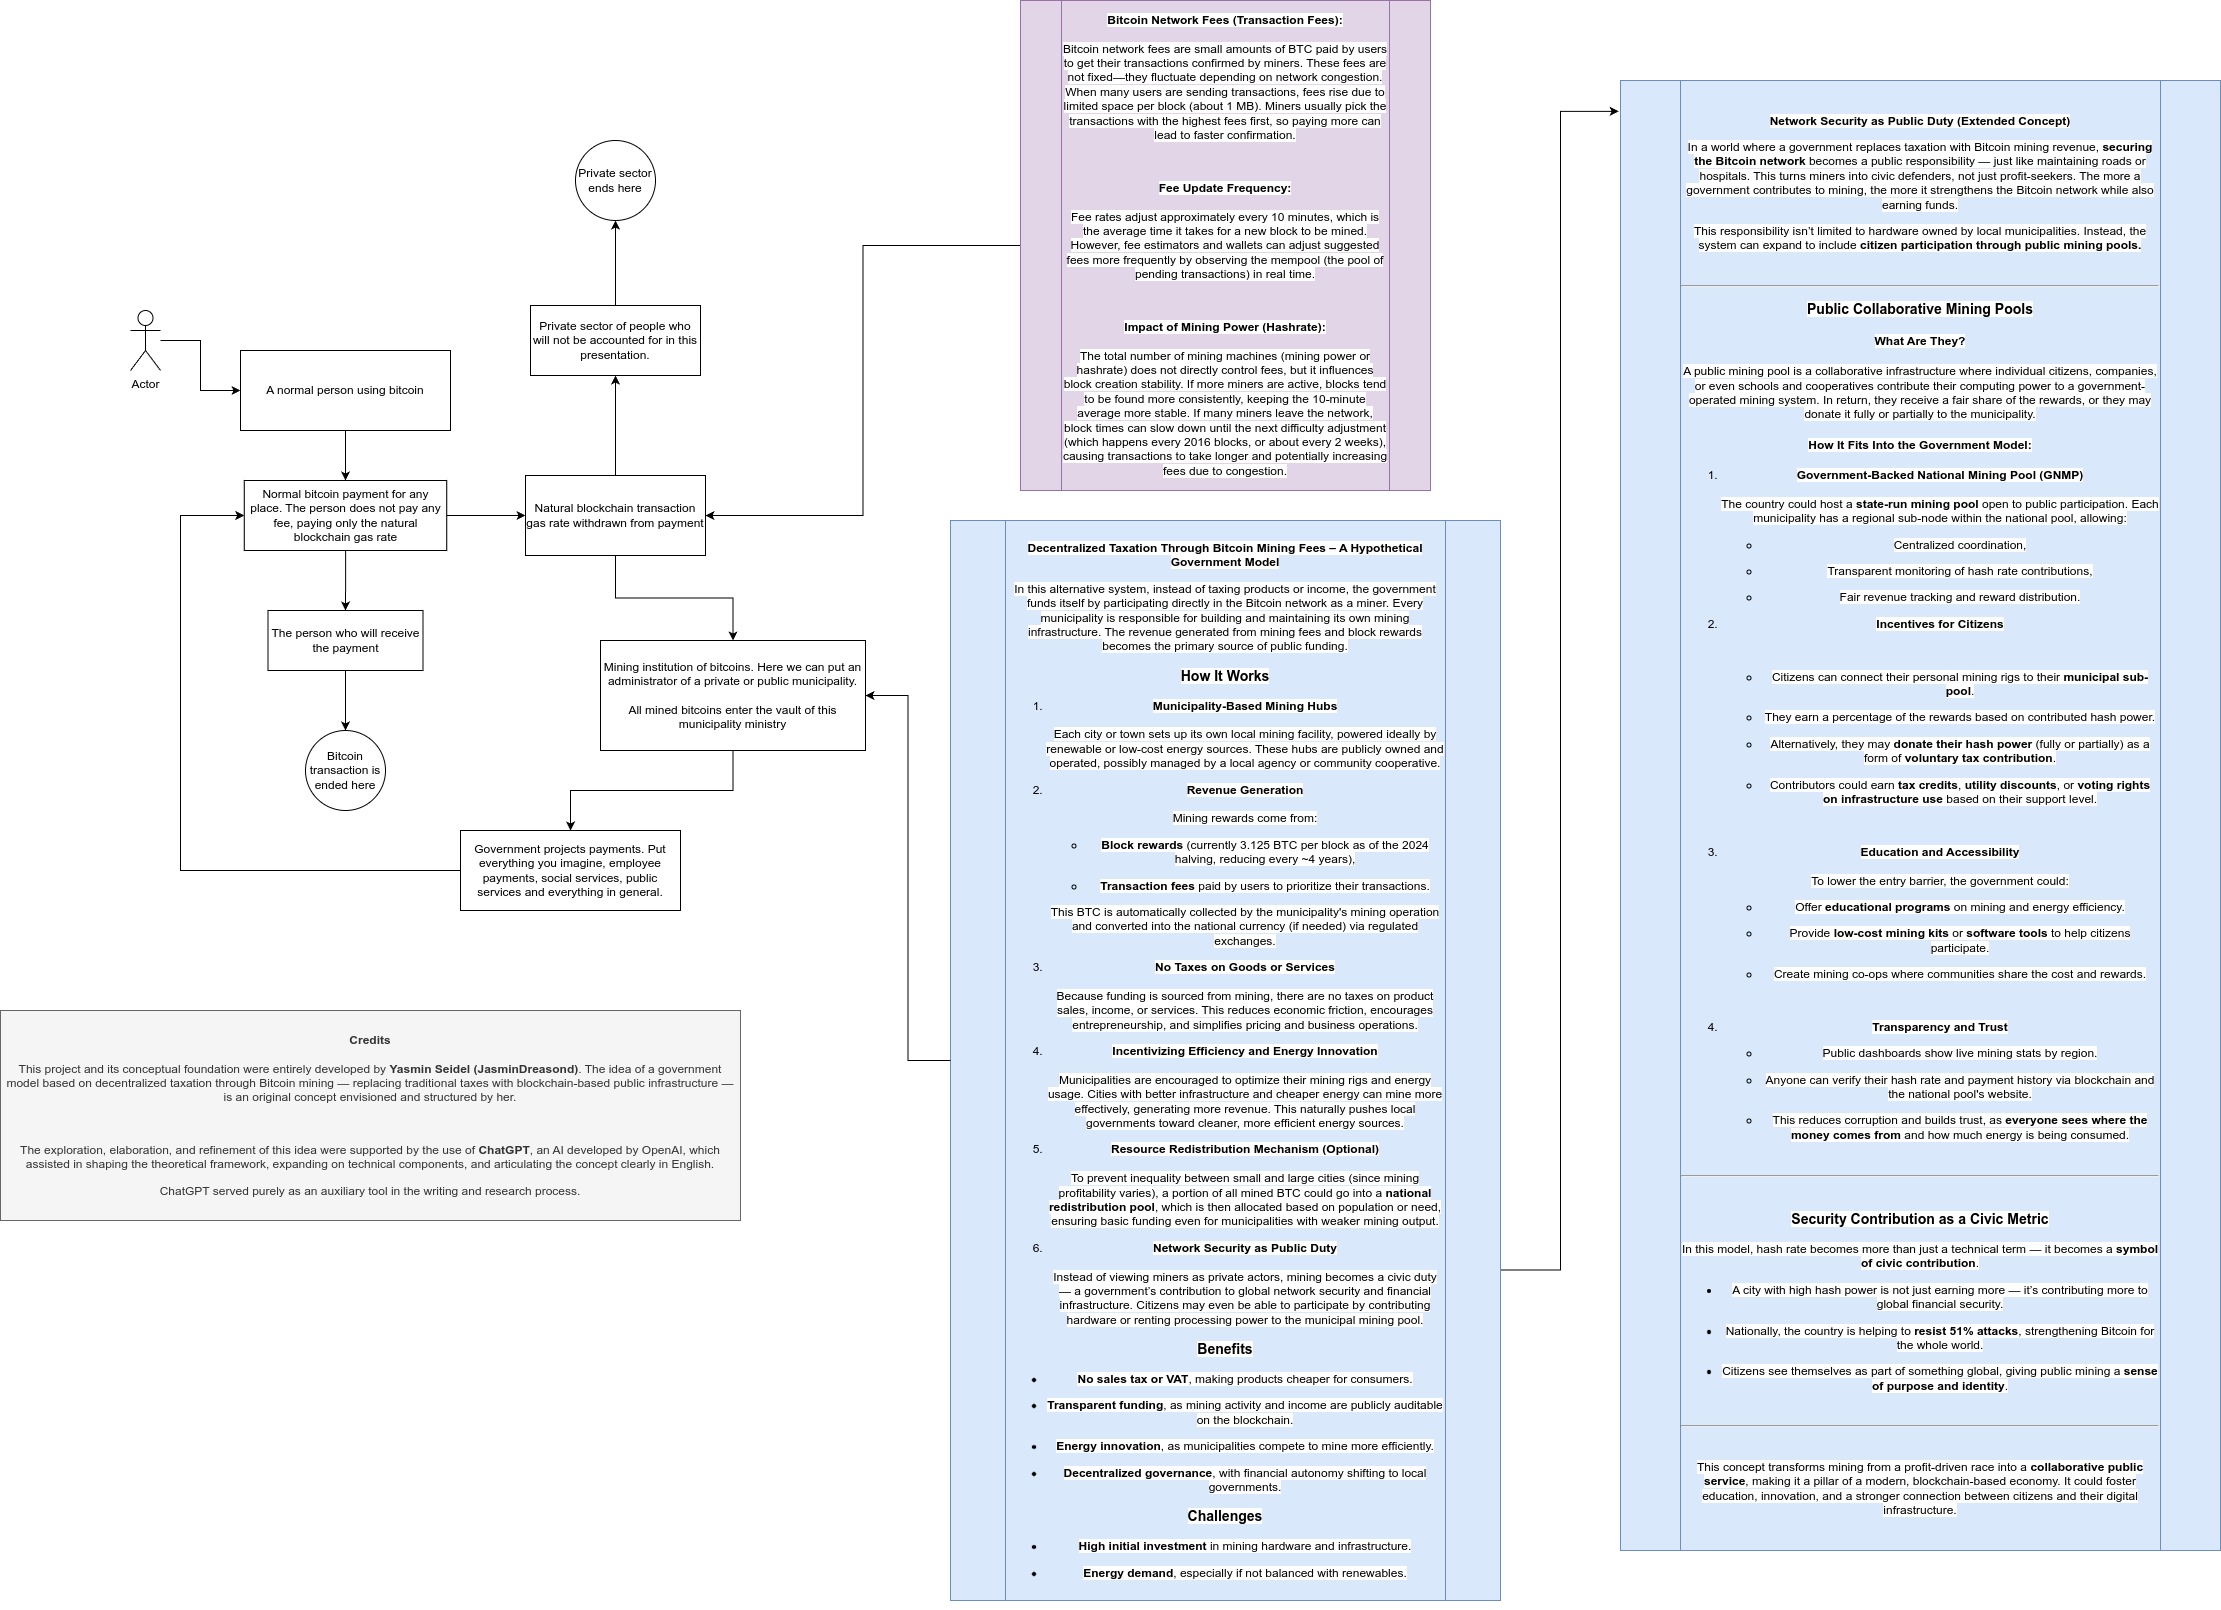 Private sector
ends here
Private sector of people who
will not be accounted for in this
presentation.
Actor
A normal person using bitcoin
Normal bitcoin payment for any
place. The person does not pay any
fee, paying only the natural
blockchain gas rate
Natural blockchain transaction
gas rate withdrawn from payment
The person who will receive
the payment
Bitcoin
transaction is
ended here
Mining institution of bitcoins. Here we can put an
administrator of a private or public municipality.
All mined bitcoins enter the vault of this
municipality ministry
Government projects payments. Put
everything you imagine, employee
payments, social services, public
services and everything in general.
Credits
This project and its conceptual foundation were entirely developed by Yasmin Seidel (JasminDreasond). The idea of a government
model based on decentralized taxation through Bitcoin mining — replacing traditional taxes with blockchain-based public infrastructure —
is an original concept envisioned and structured by her.
The exploration, elaboration, and refinement of this idea were supported by the use of ChatGPT, an AI developed by OpenAI, which
assisted in shaping the theoretical framework, expanding on technical components, and articulating the concept clearly in English.
ChatGPT served purely as an auxiliary tool in the writing and research process.
Bitcoin Network Fees (Transaction Fees):
Bitcoin network fees are small amounts of BTC paid by users
to get their transactions confirmed by miners. These fees are
not fixed—they fluctuate depending on network congestion.
When many users are sending transactions, fees rise due to
limited space per block (about 1 MB). Miners usually pick the
transactions with the highest fees first, so paying more can
lead to faster confirmation.
Fee Update Frequency:
Fee rates adjust approximately every 10 minutes, which is
the average time it takes for a new block to be mined.
However, fee estimators and wallets can adjust suggested
fees more frequently by observing the mempool (the pool of
pending transactions) in real time.
Impact of Mining Power (Hashrate):
The total number of mining machines (mining power or
hashrate) does not directly control fees, but it influences
block creation stability. If more miners are active, blocks tend
to be found more consistently, keeping the 10-minute
average more stable. If many miners leave the network,
block times can slow down until the next difficulty adjustment
(which happens every 2016 blocks, or about every 2 weeks),
causing transactions to take longer and potentially increasing
fees due to congestion.
Decentralized Taxation Through Bitcoin Mining Fees – A Hypothetical
Government Model
In this alternative system, instead of taxing products or income, the government
funds itself by participating directly in the Bitcoin network as a miner. Every
municipality is responsible for building and maintaining its own mining
infrastructure. The revenue generated from mining fees and block rewards
becomes the primary source of public funding.
How It Works
1. Municipality-Based Mining Hubs
Each city or town sets up its own local mining facility, powered ideally by
renewable or low-cost energy sources. These hubs are publicly owned and
operated, possibly managed by a local agency or community cooperative.
2. Revenue Generation
Mining rewards come from:
Block rewards (currently 3.125 BTC per block as of the 2024
halving, reducing every ~4 years),
Transaction fees paid by users to prioritize their transactions.
This BTC is automatically collected by the municipality's mining operation
and converted into the national currency (if needed) via regulated
exchanges.
3. No Taxes on Goods or Services
Because funding is sourced from mining, there are no taxes on product
sales, income, or services. This reduces economic friction, encourages
entrepreneurship, and simplifies pricing and business operations.
4. Incentivizing Efficiency and Energy Innovation
Municipalities are encouraged to optimize their mining rigs and energy
usage. Cities with better infrastructure and cheaper energy can mine more
effectively, generating more revenue. This naturally pushes local
governments toward cleaner, more efficient energy sources.
5. Resource Redistribution Mechanism (Optional)
To prevent inequality between small and large cities (since mining
profitability varies), a portion of all mined BTC could go into a national
redistribution pool, which is then allocated based on population or need,
ensuring basic funding even for municipalities with weaker mining output.
6. Network Security as Public Duty
Instead of viewing miners as private actors, mining becomes a civic duty
— a government's contribution to global network security and financial
infrastructure. Citizens may even be able to participate by contributing
hardware or renting processing power to the municipal mining pool.
Benefits
No sales tax or VAT, making products cheaper for consumers.
Transparent funding, as mining activity and income are publicly auditable
on the blockchain.
Energy innovation, as municipalities compete to mine more efficiently.
Decentralized governance, with financial autonomy shifting to local
governments.
Challenges
High initial investment in mining hardware and infrastructure.
Energy demand, especially if not balanced with renewables.
Network Security as Public Duty (Extended Concept)
In a world where a government replaces taxation with Bitcoin mining revenue, securing
the Bitcoin network becomes a public responsibility — just like maintaining roads or
hospitals. This turns miners into civic defenders, not just profit-seekers. The more a
government contributes to mining, the more it strengthens the Bitcoin network while also
earning funds.
This responsibility isn't limited to hardware owned by local municipalities. Instead, the
system can expand to include citizen participation through public mining pools.
Public Collaborative Mining Pools
What Are They?
A public mining pool is a collaborative infrastructure where individual citizens, companies,
or even schools and cooperatives contribute their computing power to a government-
operated mining system. In return, they receive a fair share of the rewards, or they may
donate it fully or partially to the municipality.
How It Fits Into the Government Model:
1. Government-Backed National Mining Pool (GNMP)
The country could host a state-run mining pool open to public participation. Each
municipality has a regional sub-node within the national pool, allowing:
Centralized coordination,
Transparent monitoring of hash rate contributions,
Fair revenue tracking and reward distribution.
2. Incentives for Citizens
Citizens can connect their personal mining rigs to their municipal sub-
pool.
They earn a percentage of the rewards based on contributed hash power.
Alternatively, they may donate their hash power (fully or partially) as a
form of voluntary tax contribution.
Contributors could earn tax credits, utility discounts, or voting rights
on infrastructure use based on their support level.
3. Education and Accessibility
To lower the entry barrier, the government could:
Offer educational programs on mining and energy efficiency.
Provide low-cost mining kits or software tools to help citizens
participate.
Create mining co-ops where communities share the cost and rewards.
4. Transparency and Trust
Public dashboards show live mining stats by region.
Anyone can verify their hash rate and payment history via blockchain and
the national pool's website.
This reduces corruption and builds trust, as everyone sees where the
money comes from and how much energy is being consumed.
Security Contribution as a Civic Metric
In this model, hash rate becomes more than just a technical term — it becomes a symbol
of civic contribution.
A city with high hash power is not just earning more — it's contributing more to
global financial security.
Nationally, the country is helping to resist 51% attacks, strengthening Bitcoin for
the whole world.
Citizens see themselves as part of something global, giving public mining a sense
of purpose and identity.
This concept transforms mining from a profit-driven race into a collaborative public
service, making it a pillar of a modern, blockchain-based economy. It could foster
education, innovation, and a stronger connection between citizens and their digital
infrastructure.